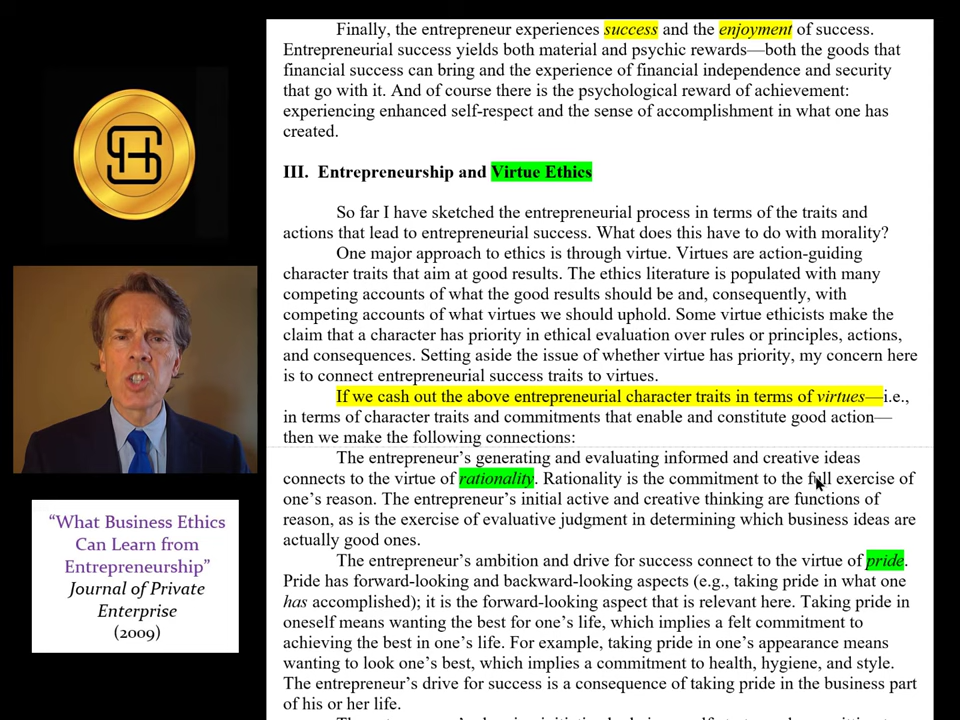 Finally, the entrepreneur experiences success and the enjoyment of success.
Entrepreneurial success yields both material and psychic rewards—both the goods that
financial success can bring and the experience of financial independence and security
that go with it. And of course there is the psychological reward of achievement:
experiencing enhanced self-respect and the sense of accomplishment in what one has
created.
III. Entrepreneurship and Virtue Ethics
So far I have sketched the entrepreneurial process in terms of the traits and
actions that lead to entrepreneurial success. What does this have to do with morality?
One major approach to ethics is through virtue. Virtues are action-guiding
character traits that aim at good results. The ethics literature is populated with many
competing accounts of what the good results should be and, consequently, with
competing accounts of what virtues we should uphold. Some virtue ethicists make the
claim that a character has priority in ethical evaluation over rules or principles, actions,
and consequences. Setting aside the issue of whether virtue has priority, my concern here
is to connect entrepreneurial success traits to virtues.
If we cash out the above entrepreneurial character traits in terms of virtues—i.e.,
in terms of character traits and commitments that enable and constitute good action—
then we make the following connections:
The entrepreneur's generating and evaluating informed and creative ideas
connects to the virtue of rationality. Rationality is the commitment to the full exercise of
one's reason. The entrepreneur's initial active and creative thinking are functions of
reason, as is the exercise of evaluative judgment in determining which business ideas are
actually good ones.
The entrepreneur's ambition and drive for success connect to the virtue of pride.
Pride has forward-looking and backward-looking aspects (e.g., taking pride in what one
has accomplished); it is the forward-looking aspect that is relevant here. Taking pride in
oneself means wanting the best for one's life, which implies a felt commitment to
achieving the best in one's life. For example, taking pride in one's appearance means
wanting to look one's best, which implies a commitment to health, hygiene, and style.
The entrepreneur's drive for success is a consequence of taking pride in the business part
of his or her life.
“What Business Ethics
Can Learn from
Entrepreneurship”
Journal of Private
Enterprise
(2009)